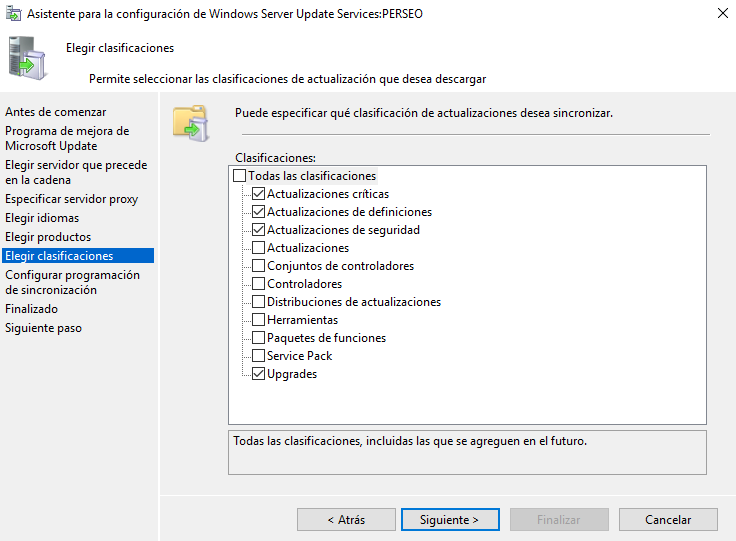 Asistente para la configuración de Windows Server Update Services:PERSEO
Elegir clasificaciones
Permite seleccionar las clasificaciones de actualización que desea descargar
Antes de comenzar
Programa de mejora de
Microsoft Update
Elegir servidor que precede
en la cadena
Especificar servidor proxy
Elegir idiomas
Elegir productos
Elegir clasificaciones
Configurar programación
de sincronización
Finalizado
Siguiente paso
Puede especificar qué clasificación de actualizaciones desea sincronizar.
Clasificaciones:
Todas las clasificaciones
Actualizaciones críticas
Actualizaciones de definiciones
Actualizaciones de seguridad
Actualizaciones
Conjuntos de controladores
Controladores
Distribuciones de actualizaciones
Herramientas
Paquetes de funciones
Service Pack
Upgrades
Todas las clasificaciones, incluidas las que se agreguen en el futuro.
< Atrás
Siguiente >
Finalizar
Cancelar